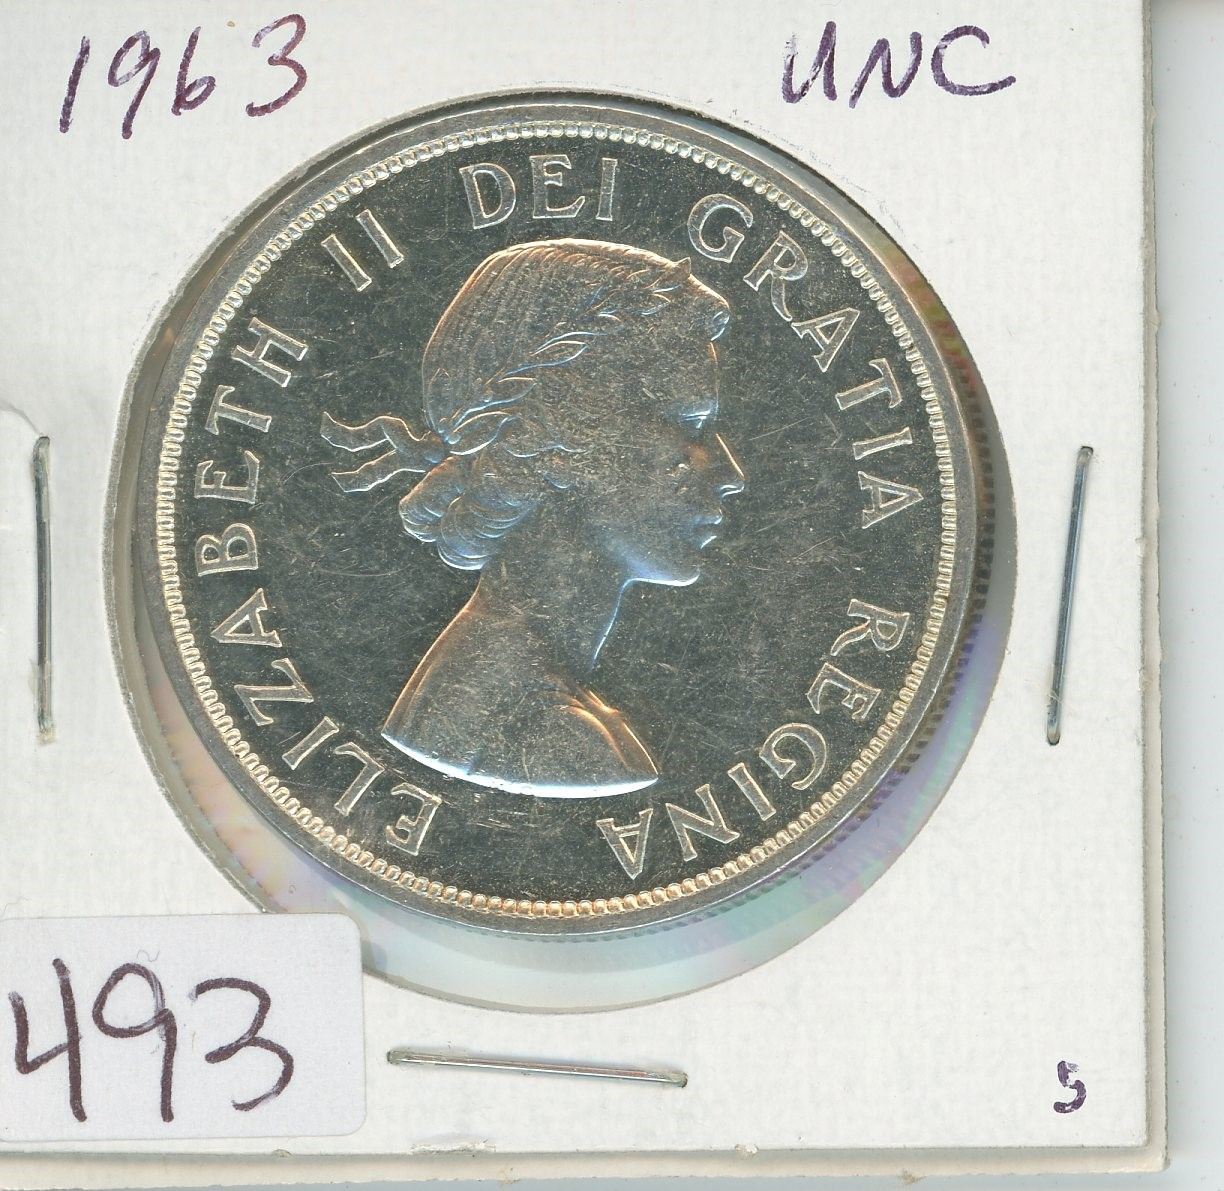 1963 UNC
ELIZABETH II DEI GRATIA REGINA
493
5